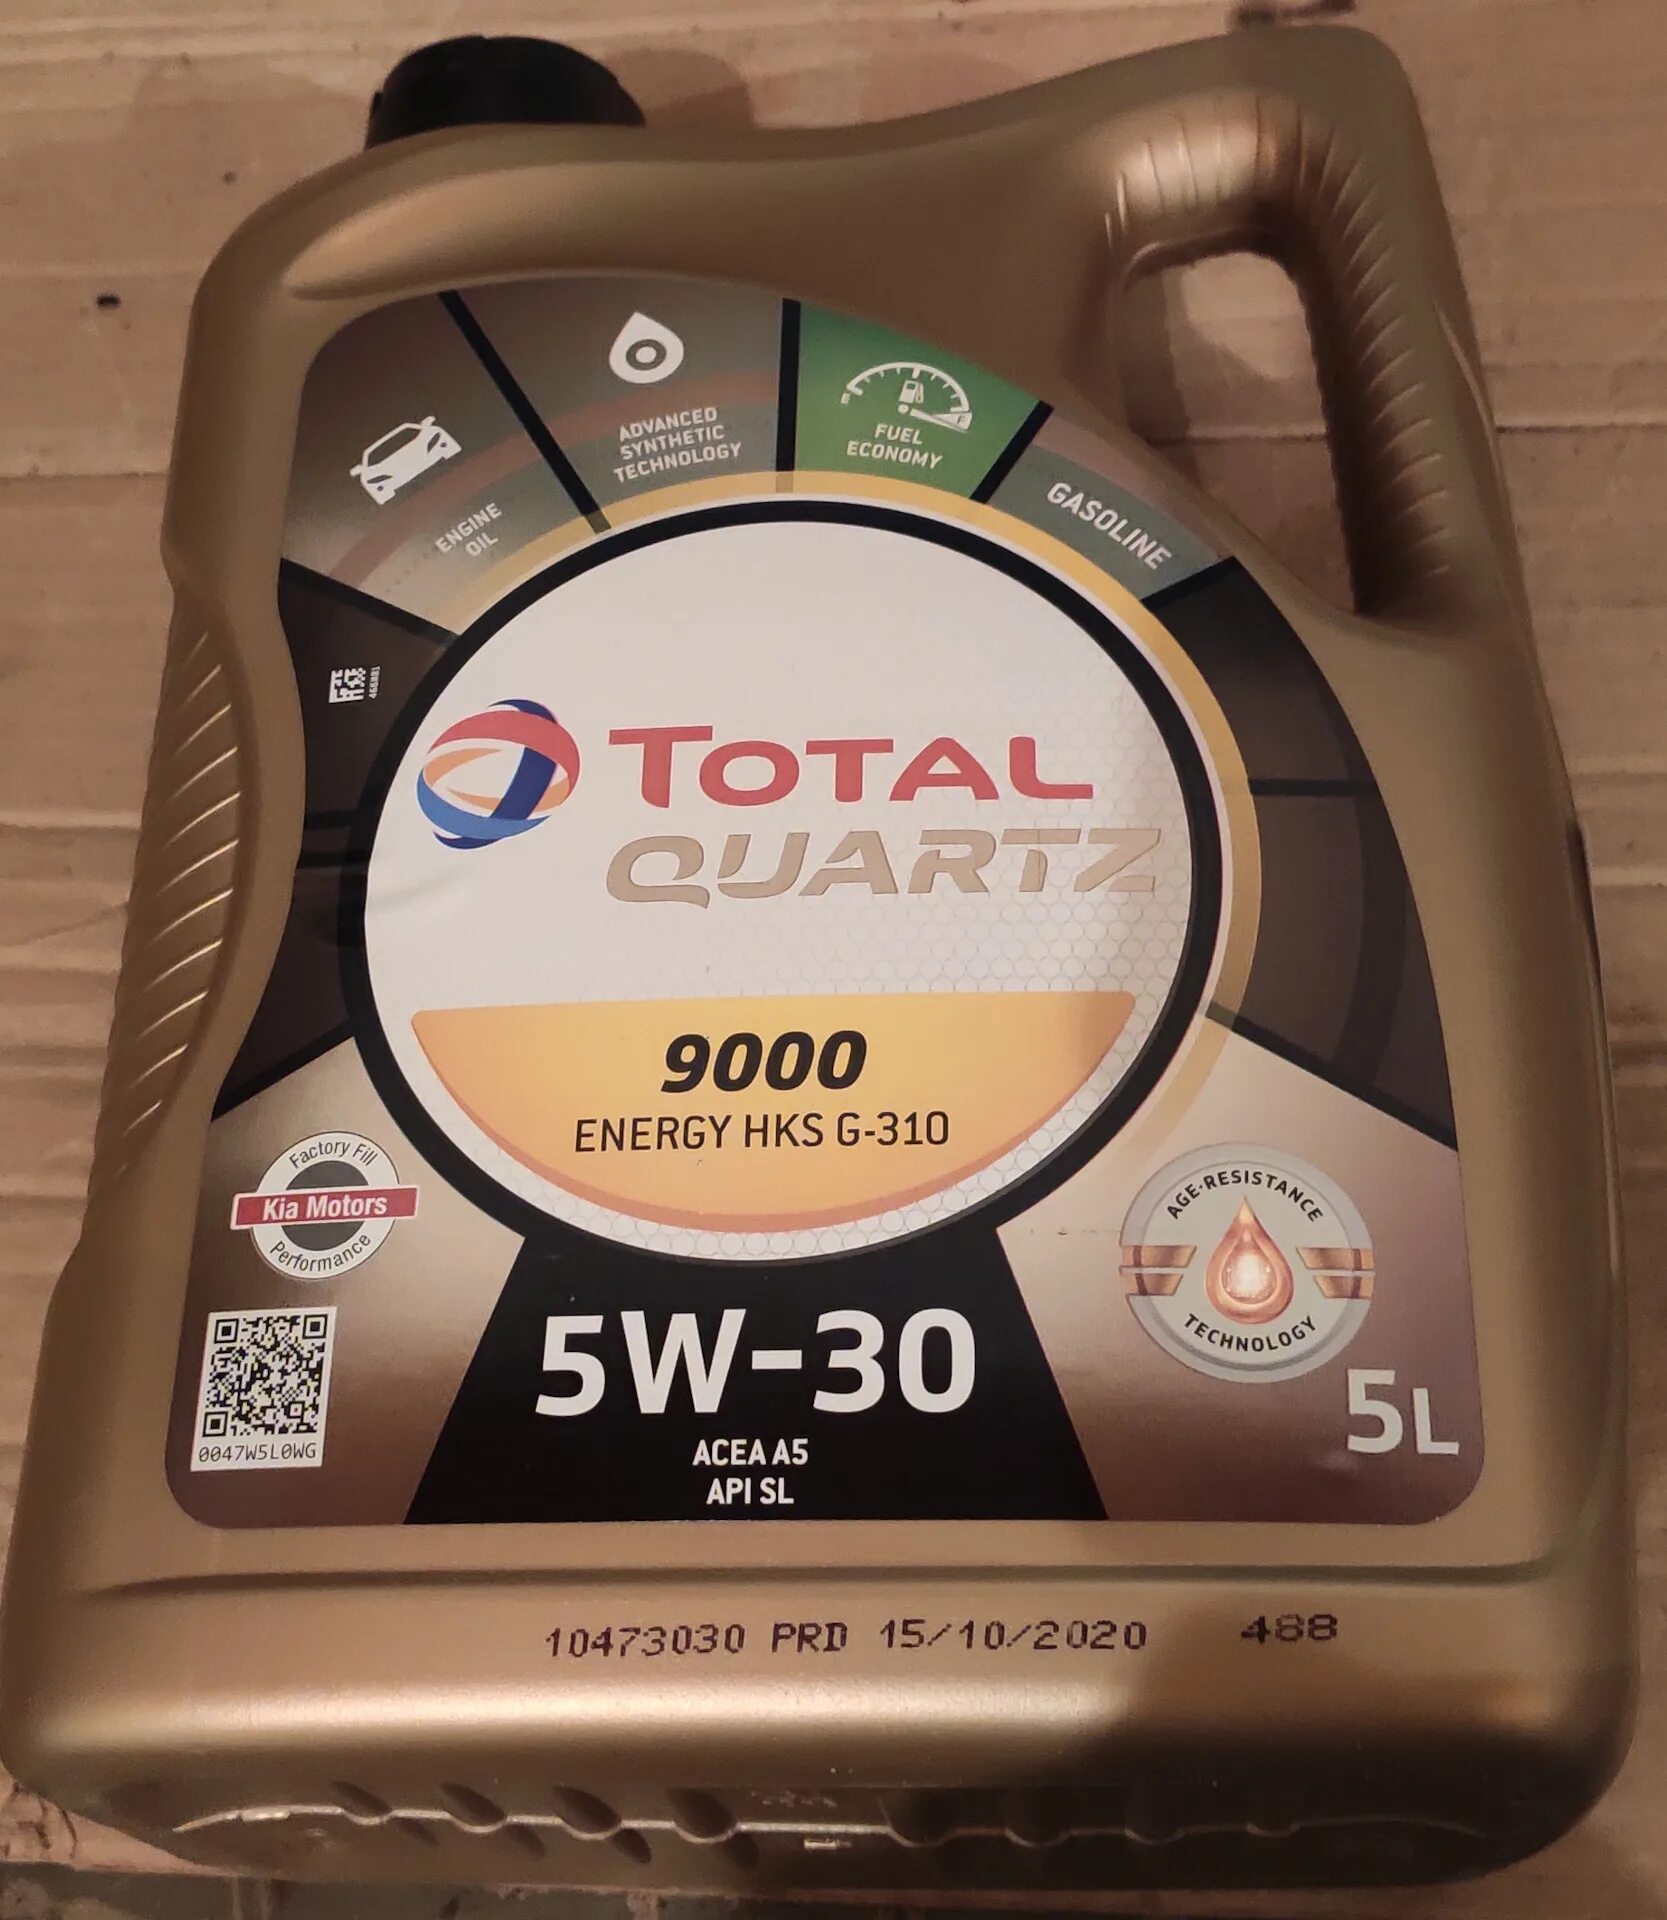 ENGINE
OIL
ADVANCED
SYNTHETIC
TECHNOLOGY
E F
FUEL
ECONOMY
GASOLINE
TOTAL
QUARTZ
9000
ENERGY HKS G-310
Factory Fill
Kia Motors
Performance
AGE-RESISTANCE
TECHNOLOGY
5W-30
5L
ACEA A5
API SL
0047W5L0WG
10473030 PRD 15/10/2020 488